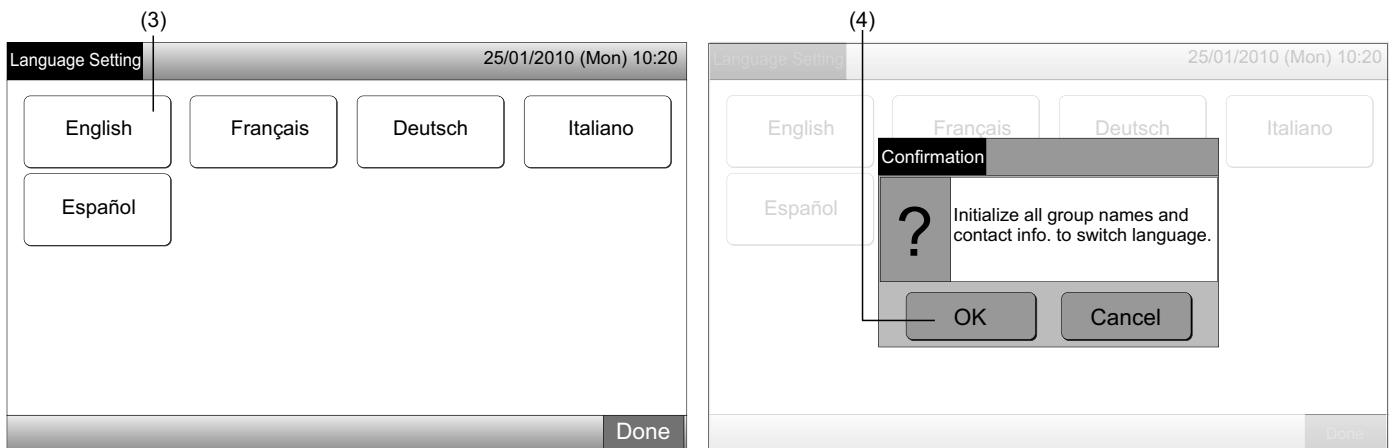 (3)
Language Setting 25/01/2010 (Mon) 10:20
English Français Deutsch Italiano
Español
Done
(4)
Language Setting 25/01/2010 (Mon) 10:20
English Français Deutsch Italiano
Español
Confirmation
?
Initialize all group names and
contact info. to switch language.
OK Cancel
Done